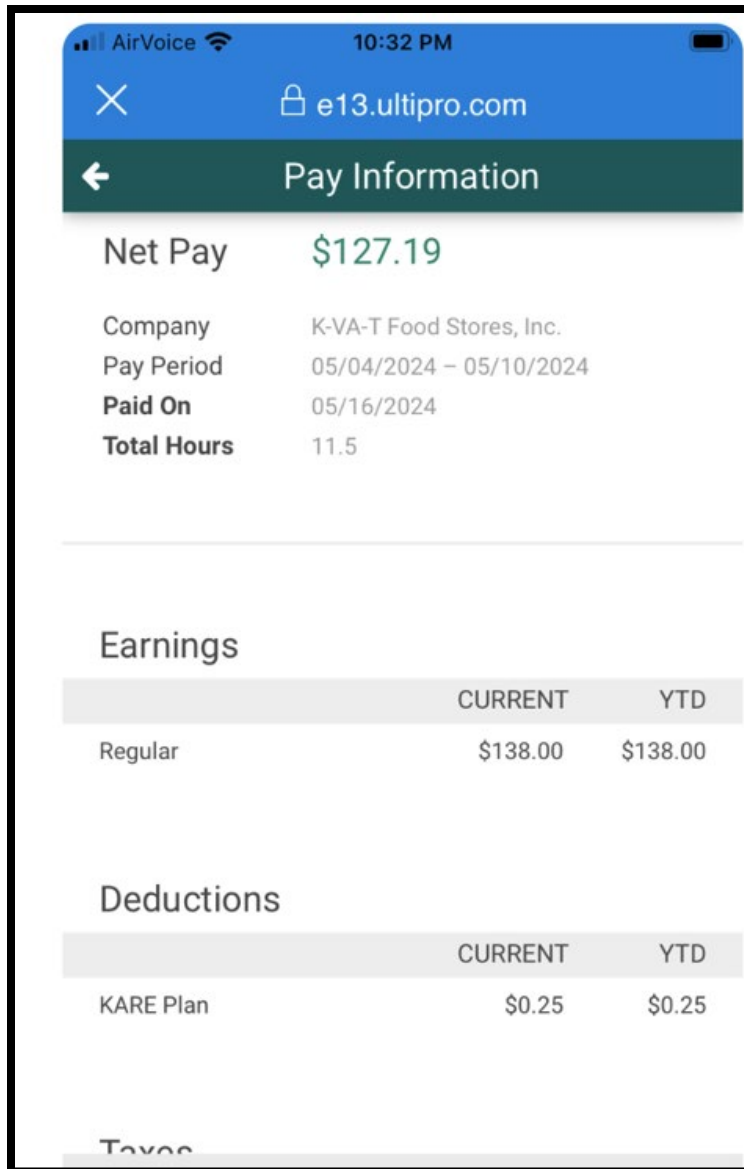 AirVoice 10:32 PM
e13.ultipro.com
Pay Information
Net Pay $127.19
Company K-VA-T Food Stores, Inc.
Pay Period 05/04/2024 – 05/10/2024
Paid On 05/16/2024
Total Hours 11.5
Earnings
CURRENT YTD
Regular $138.00 $138.00
Deductions
CURRENT YTD
KARE Plan $0.25 $0.25
Taxes